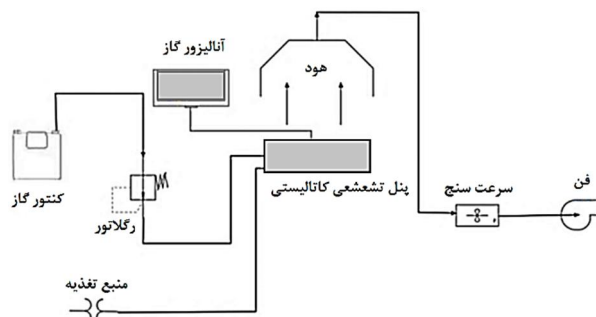 آنالیزور گاز
هود
کنتور گاز
رگلاتور
پنل تشعشعی کاتالیستی
سرعت سنج
فن
منبع تغذیه